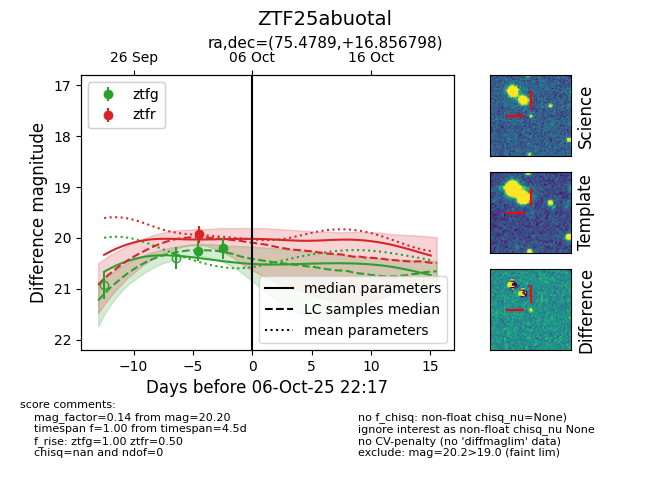 ZTF25abuotal
ra,dec=(75.4789,+16.856798)
26 Sep
06 Oct
16 Oct
ztfg
ztfr
17
18
19
20
21
22
Difference magnitude
median parameters
LC samples median
mean parameters
−10
−5
0
5
10
15
Days before 06-Oct-25 22:17
Science
Template
Difference
score comments:
mag_factor=0.14 from mag=20.20
timespan f=1.00 from timespan=4.5d
f_rise: ztfg=1.00 ztfr=0.50
chisq=nan and ndof=0
no f_chisq: non-float chisq_nu=None)
ignore interest as non-float chisq_nu None
no CV-penalty (no 'diffmaglim' data)
exclude: mag=20.2>19.0 (faint lim)